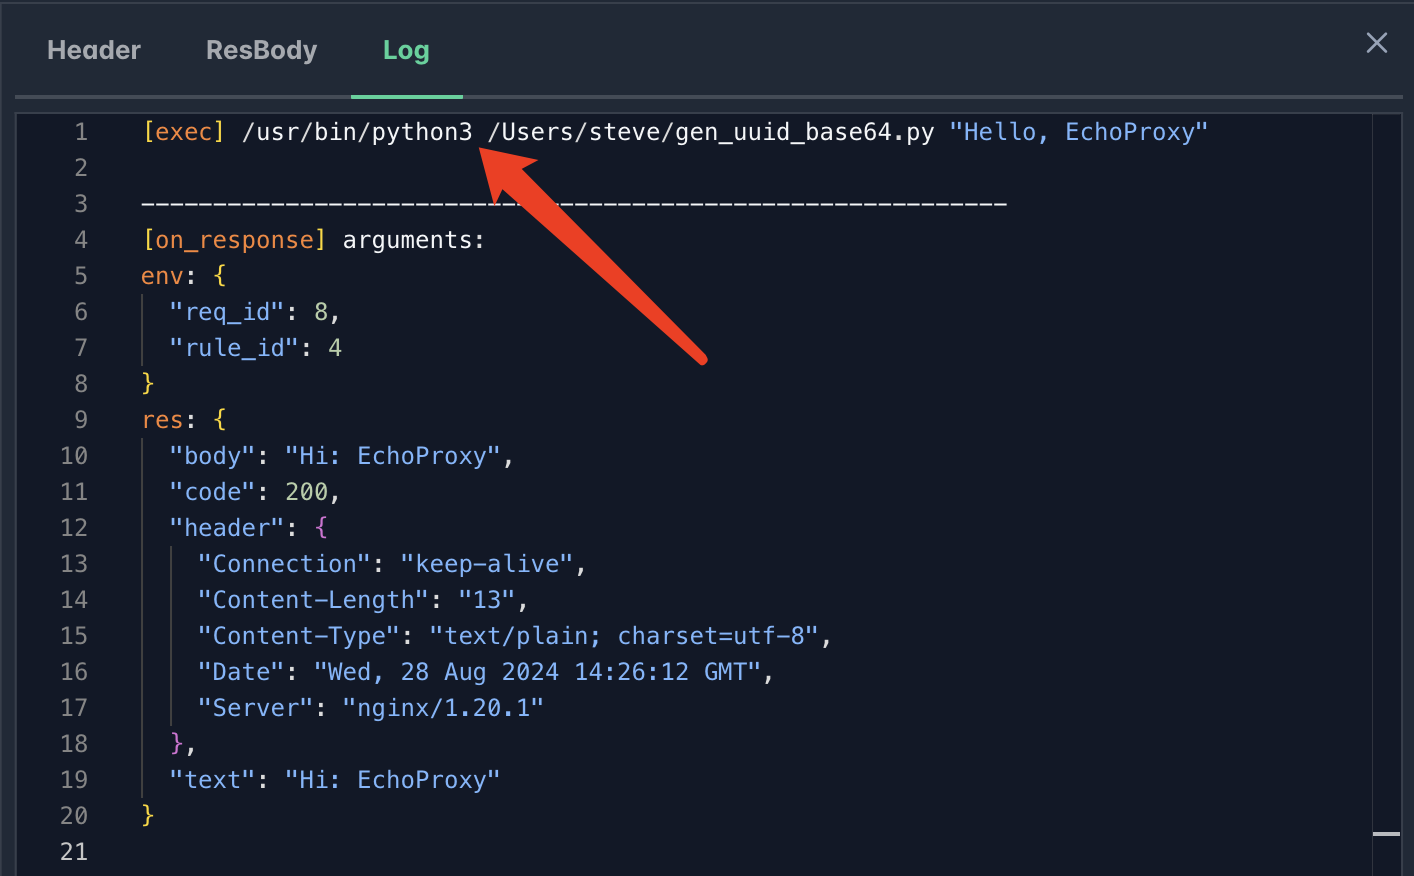 Header ResBody Log
1 [exec] /usr/bin/python3 /Users/steve/gen_uuid_base64.py "Hello, EchoProxy"
2
3 ------------------------------------------------------------
4 [on_response] arguments:
5 env: {
6 "req_id": 8,
7 "rule_id": 4
8 }
9 res: {
10 "body": "Hi: EchoProxy",
11 "code": 200,
12 "header": {
13 "Connection": "keep-alive",
14 "Content-Length": "13",
15 "Content-Type": "text/plain; charset=utf-8",
16 "Date": "Wed, 28 Aug 2024 14:26:12 GMT",
17 "Server": "nginx/1.20.1"
18 },
19 "text": "Hi: EchoProxy"
20 }
21